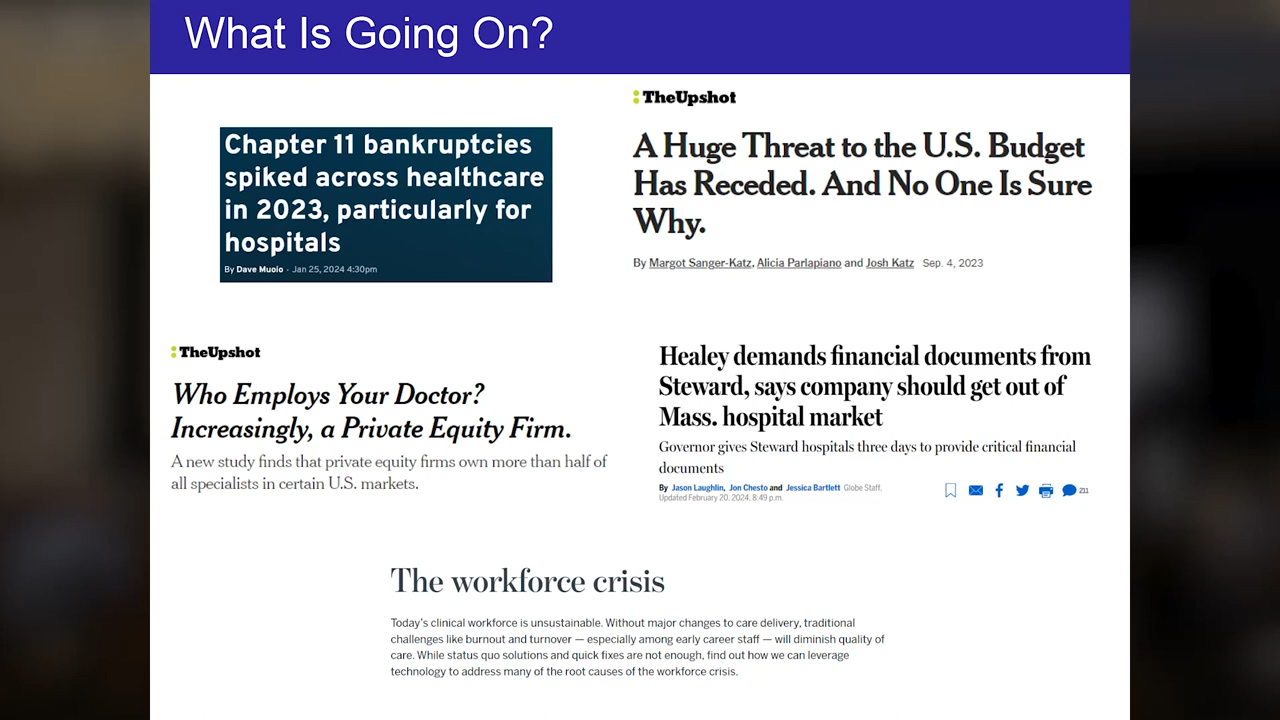 What Is Going On?
Chapter 11 bankruptcies
spiked across healthcare
in 2023, particularly for
hospitals
By Dave Muoio - Jan 25, 2024 4:30pm
TheUpshot
A Huge Threat to the U.S. Budget
Has Receded. And No One Is Sure
Why.
By Margot Sanger-Katz, Alicia Parlapiano and Josh Katz Sep. 4, 2023
TheUpshot
Who Employs Your Doctor?
Increasingly, a Private Equity Firm.
A new study finds that private equity firms own more than half of
all specialists in certain U.S. markets.
Healey demands financial documents from
Steward, says company should get out of
Mass. hospital market
Governor gives Steward hospitals three days to provide critical financial
documents
By Jason Laughlin, Jon Chesto and Jessica Bartlett Globe Staff,
Updated February 20, 2024, 8:49 p.m.
211
The workforce crisis
Today's clinical workforce is unsustainable. Without major changes to care delivery, traditional
challenges like burnout and turnover — especially among early career staff — will diminish quality of
care. While status quo solutions and quick fixes are not enough, find out how we can leverage
technology to address many of the root causes of the workforce crisis.